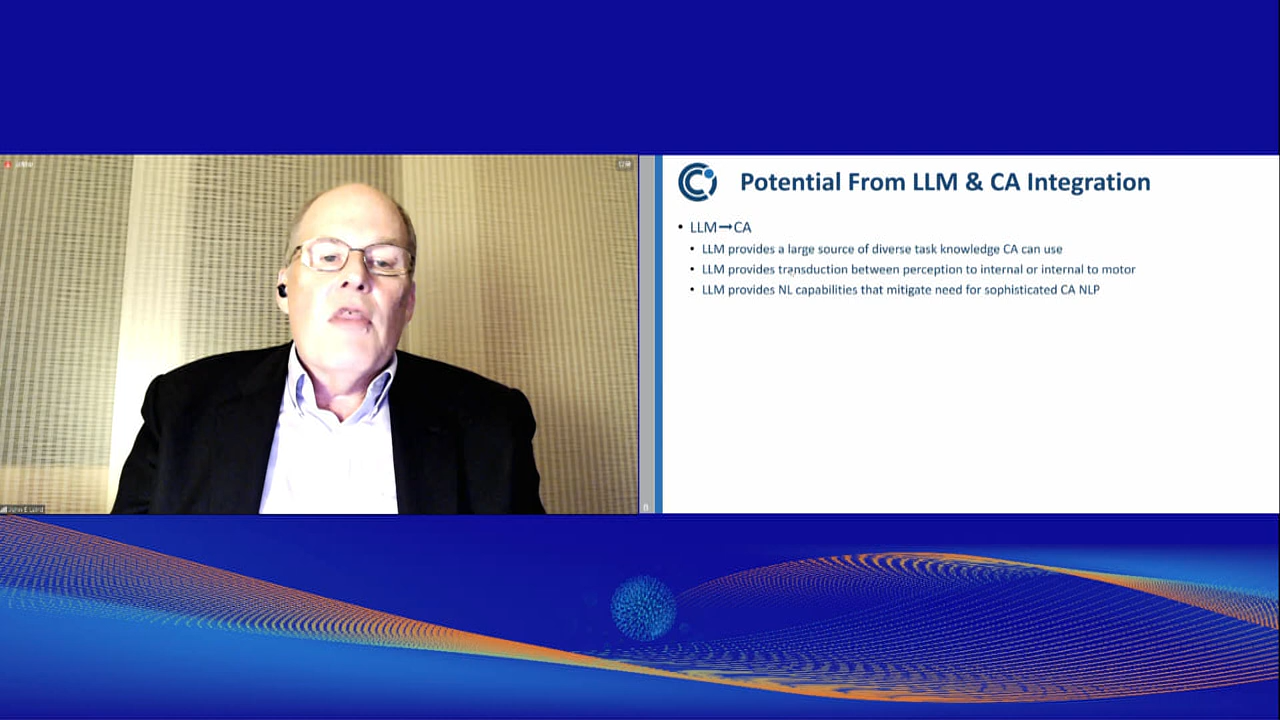 John E Laird
Potential From LLM & CA Integration
• LLM→CA
• LLM provides a large source of diverse task knowledge CA can use
• LLM provides transduction between perception to internal or internal to motor
• LLM provides NL capabilities that mitigate need for sophisticated CA NLP